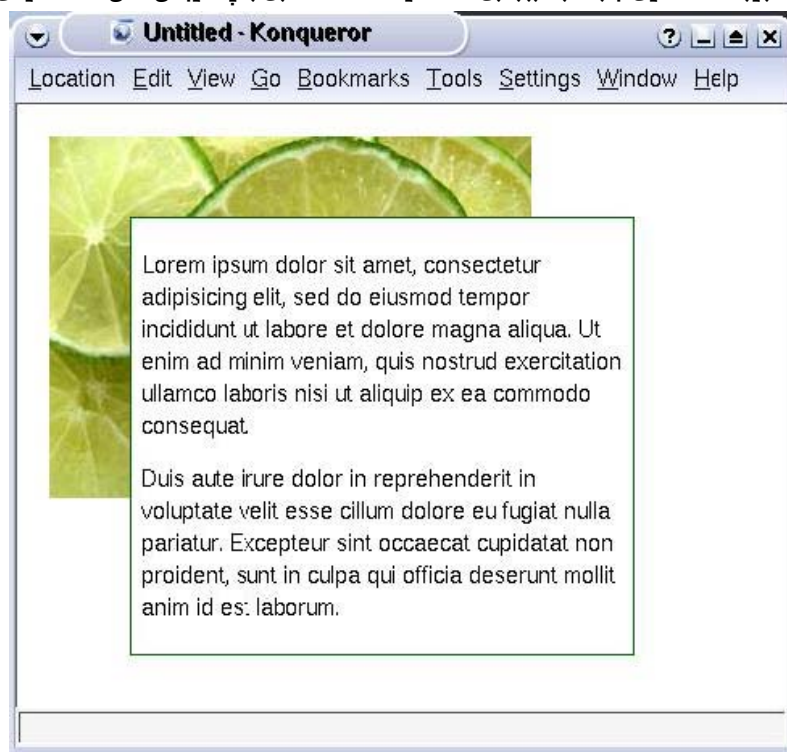 Untitled - Konqueror
Location Edit View Go Bookmarks Tools Settings Window Help
Lorem ipsum dolor sit amet, consectetur
adipisicing elit, sed do eiusmod tempor
incididunt ut labore et dolore magna aliqua. Ut
enim ad minim veniam, quis nostrud exercitation
ullamco laboris nisi ut aliquip ex ea commodo
consequat.
Duis aute irure dolor in reprehenderit in
voluptate velit esse cillum dolore eu fugiat nulla
pariatur. Excepteur sint occaecat cupidatat non
proident, sunt in culpa qui officia deserunt mollit
anim id est laborum.